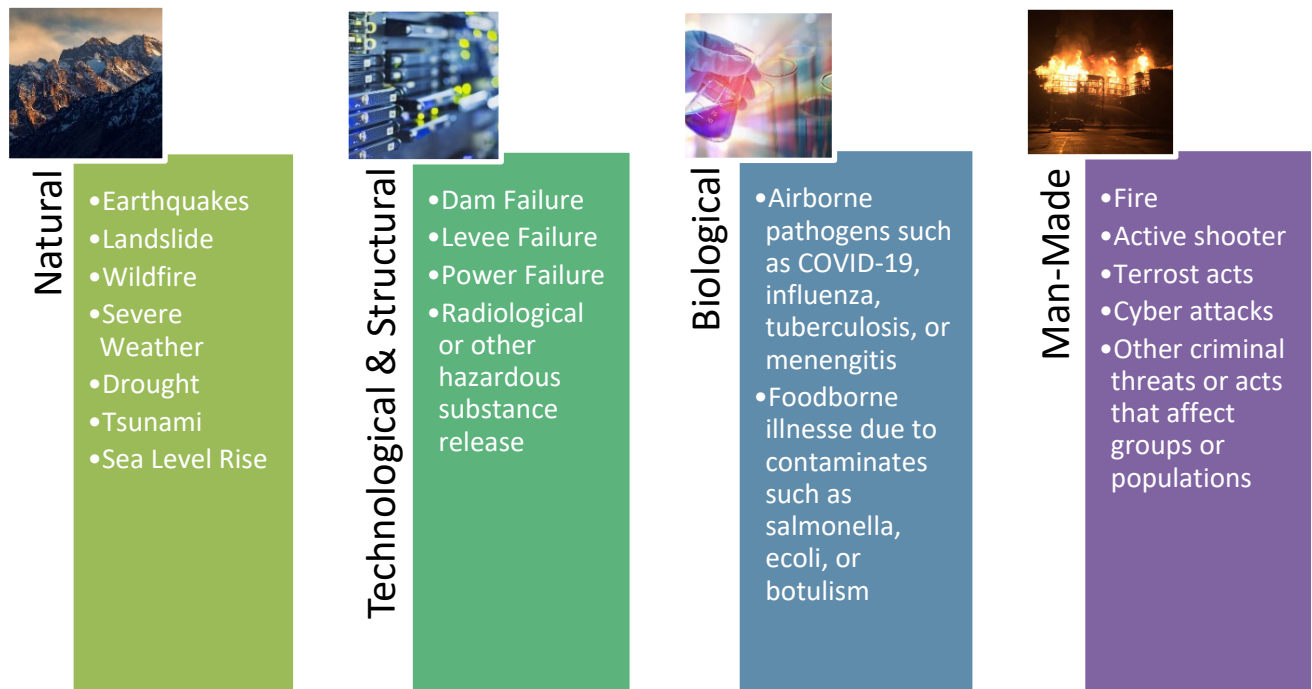 Natural
•Earthquakes
•Landslide
•Wildfire
•Severe
Weather
•Drought
•Tsunami
•Sea Level Rise
Technological & Structural
•Dam Failure
•Levee Failure
•Power Failure
•Radiological
or other
hazardous
substance
release
Biological
•Airborne
pathogens such
as COVID-19,
influenza,
tuberculosis, or
menengitis
•Foodborne
illnesse due to
contaminates
such as
salmonella,
ecoli, or
botulism
Man-Made
•Fire
•Active shooter
•Terrost acts
•Cyber attacks
•Other criminal
threats or acts
that affect
groups or
populations